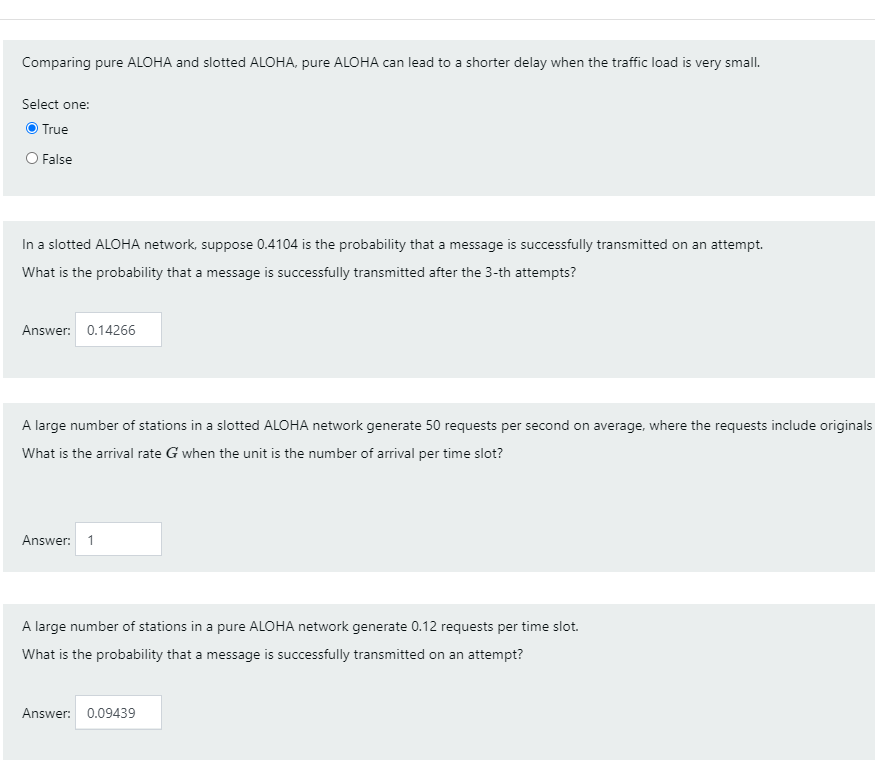 Comparing pure ALOHA and slotted ALOHA, pure ALOHA can lead to a shorter delay when the traffic load is very small.
Select one:
True
False
In a slotted ALOHA network, suppose 0.4104 is the probability that a message is successfully transmitted on an attempt.
What is the probability that a message is successfully transmitted after the 3-th attempts?
Answer: 0.14266
A large number of stations in a slotted ALOHA network generate 50 requests per second on average, where the requests include originals
What is the arrival rate G when the unit is the number of arrival per time slot?
Answer: 1
A large number of stations in a pure ALOHA network generate 0.12 requests per time slot.
What is the probability that a message is successfully transmitted on an attempt?
Answer: 0.09439